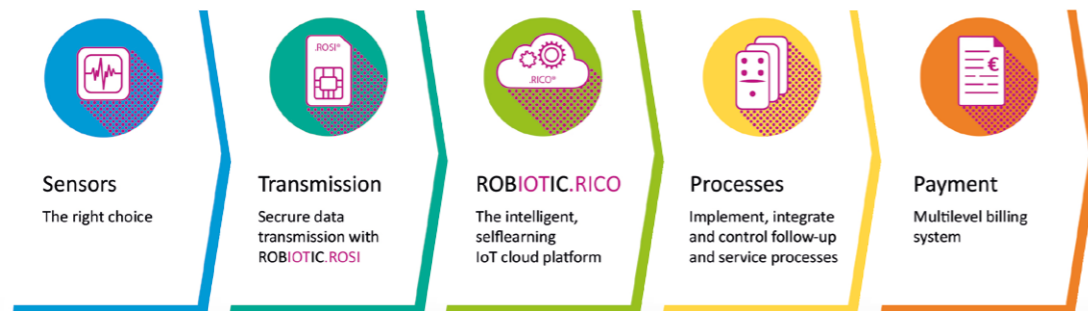 .ROSI®
.RICO®
€
Sensors
The right choice
Transmission
Secrure data
transmission with
ROBIOTIC.ROSI
ROBIOTIC.RICO
The intelligent,
selflearning
IoT cloud platform
Processes
Implement, integrate
and control follow-up
and service processes
Payment
Multilevel billing
system